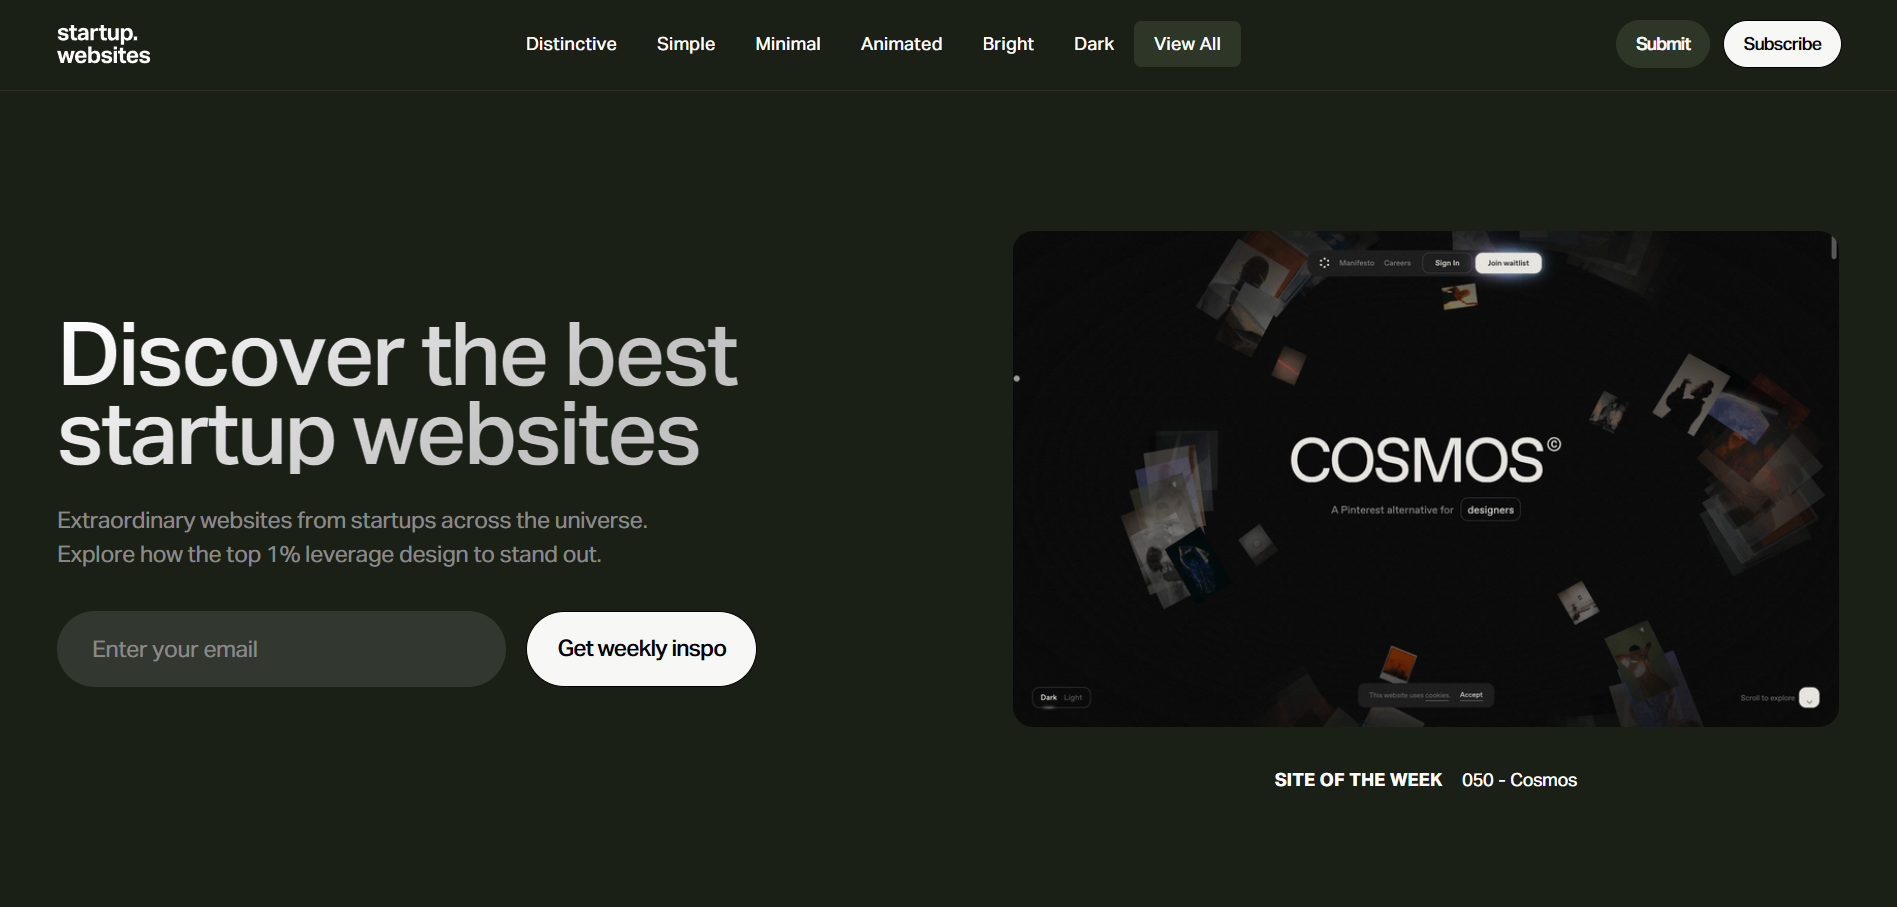 startup.
websites
Distinctive
Simple
Minimal
Animated
Bright
Dark
View All
Submit
Subscribe
Discover the best
startup websites
Extraordinary websites from startups across the universe.
Explore how the top 1% leverage design to stand out.
Enter your email
Get weekly inspo
Manifesto
Careers
Sign In
Join waitlist
COSMOS©
A Pinterest alternative for designers
Dark Light
This website uses cookies. Accept
Scroll to explore
SITE OF THE WEEK 050 - Cosmos